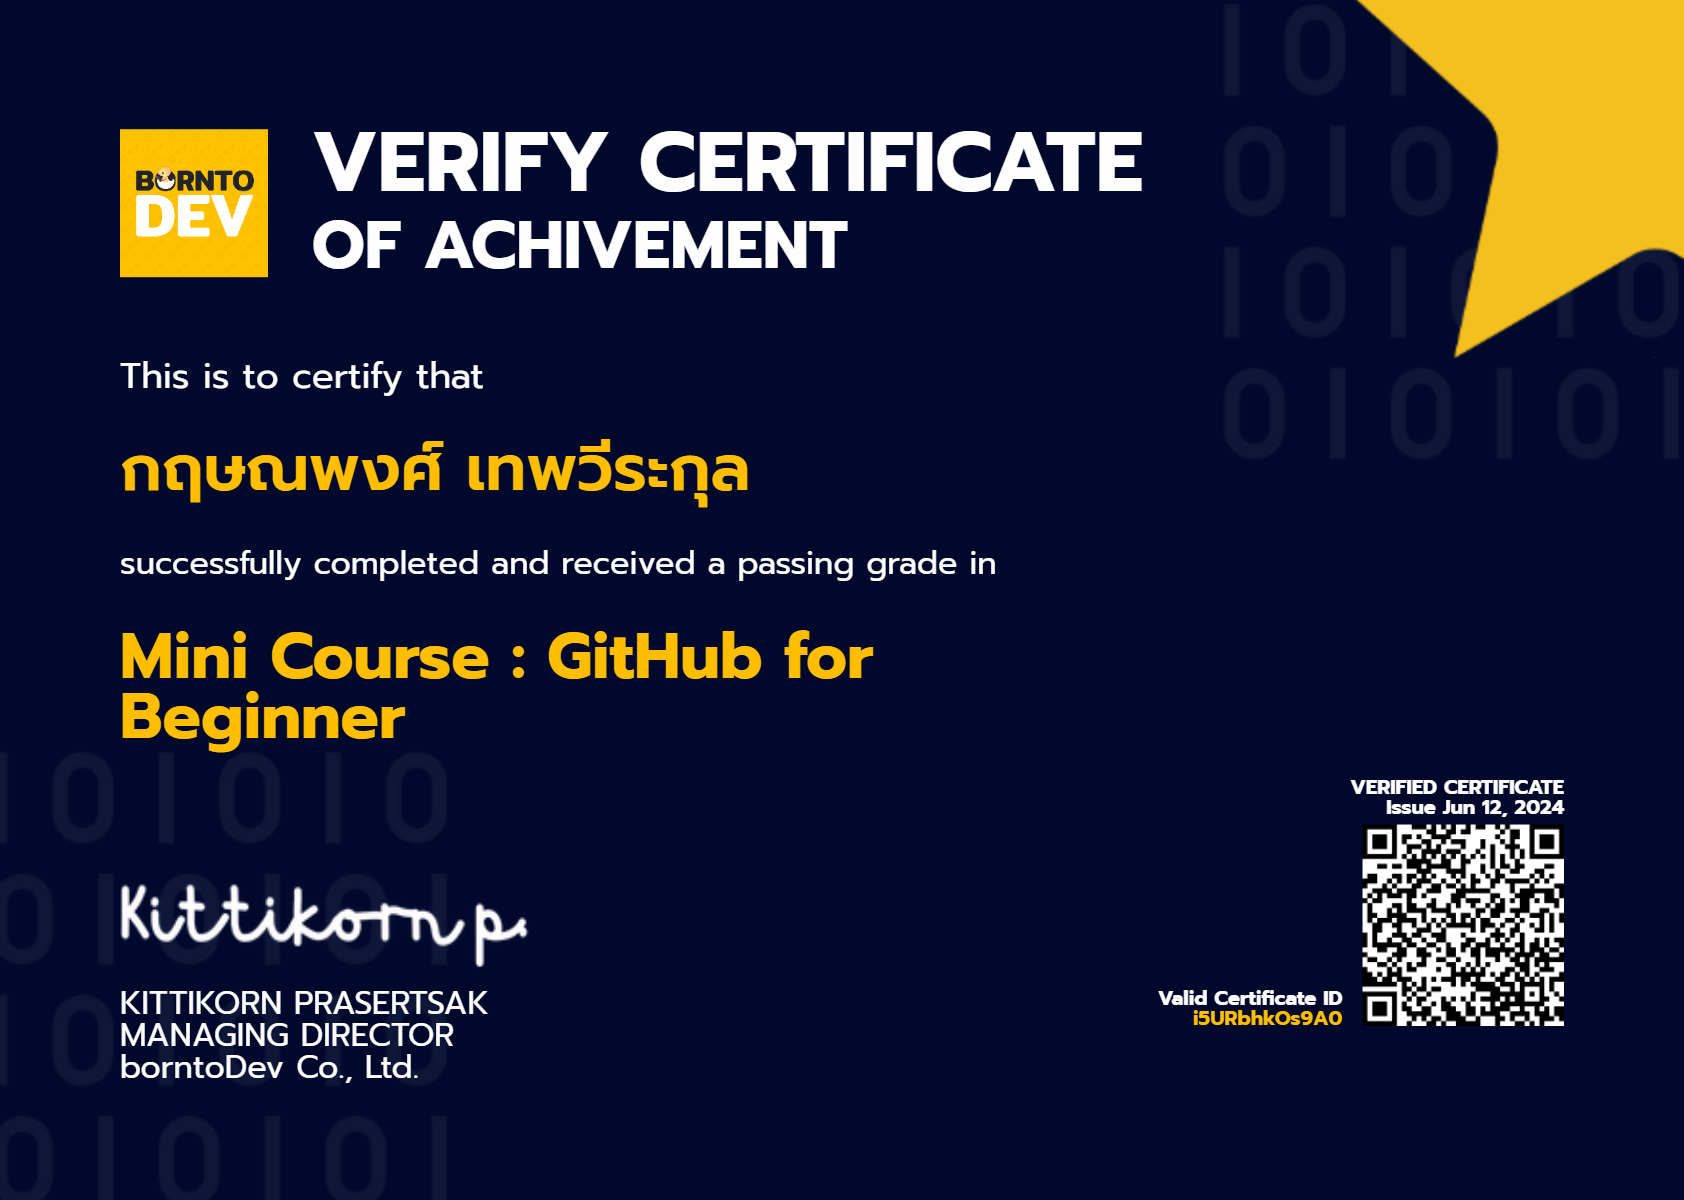 BORNTO
DEV
VERIFY CERTIFICATE
OF ACHIVEMENT
This is to certify that
กฤษณพงศ์ เทพวีระกุล
successfully completed and received a passing grade in
Mini Course : GitHub for
Beginner
VERIFIED CERTIFICATE
Issue Jun 12, 2024
Kittikorn p.
KITTIKORN PRASERTSAK
MANAGING DIRECTOR
borntoDev Co., Ltd.
Valid Certificate ID
i5URbhkOs9A0